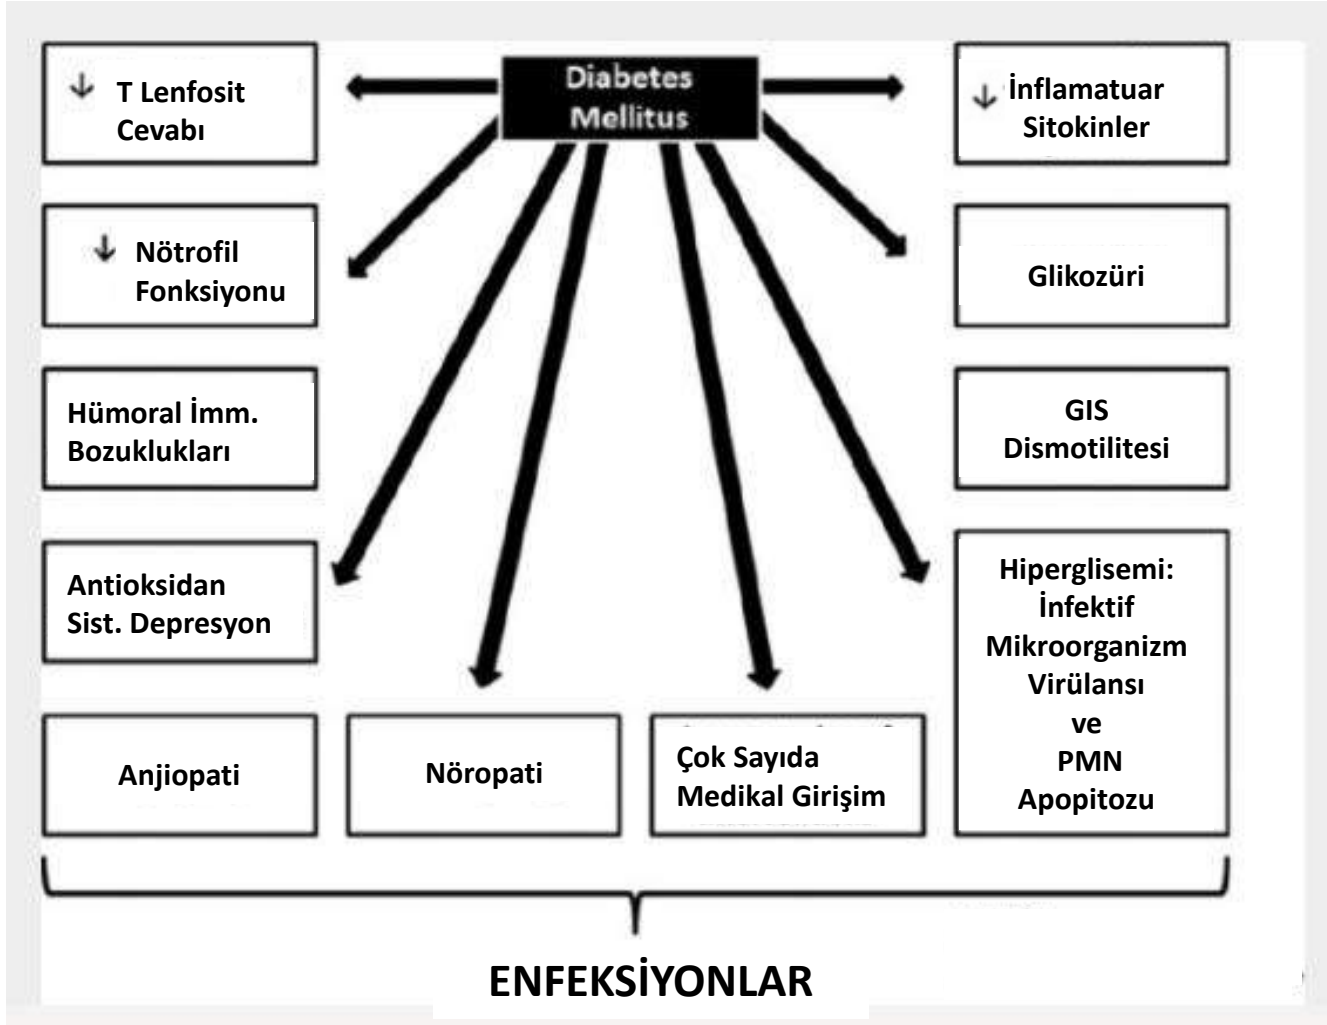 Diabetes
Mellitus
↓ T Lenfosit
Cevabı
↓ İnflamatuar
Sitokinler
↓ Nötrofil
Fonksiyonu
Glikozüri
Hümoral İmm.
Bozuklukları
GIS
Dismotilitesi
Antioksidan
Sist. Depresyon
Hiperglisemi:
İnfektif
Mikroorganizm
Virülansı
ve
PMN
Apopitozu
Anjiopati
Nöropati
Çok Sayıda
Medikal Girişim
ENFEKSİYONLAR